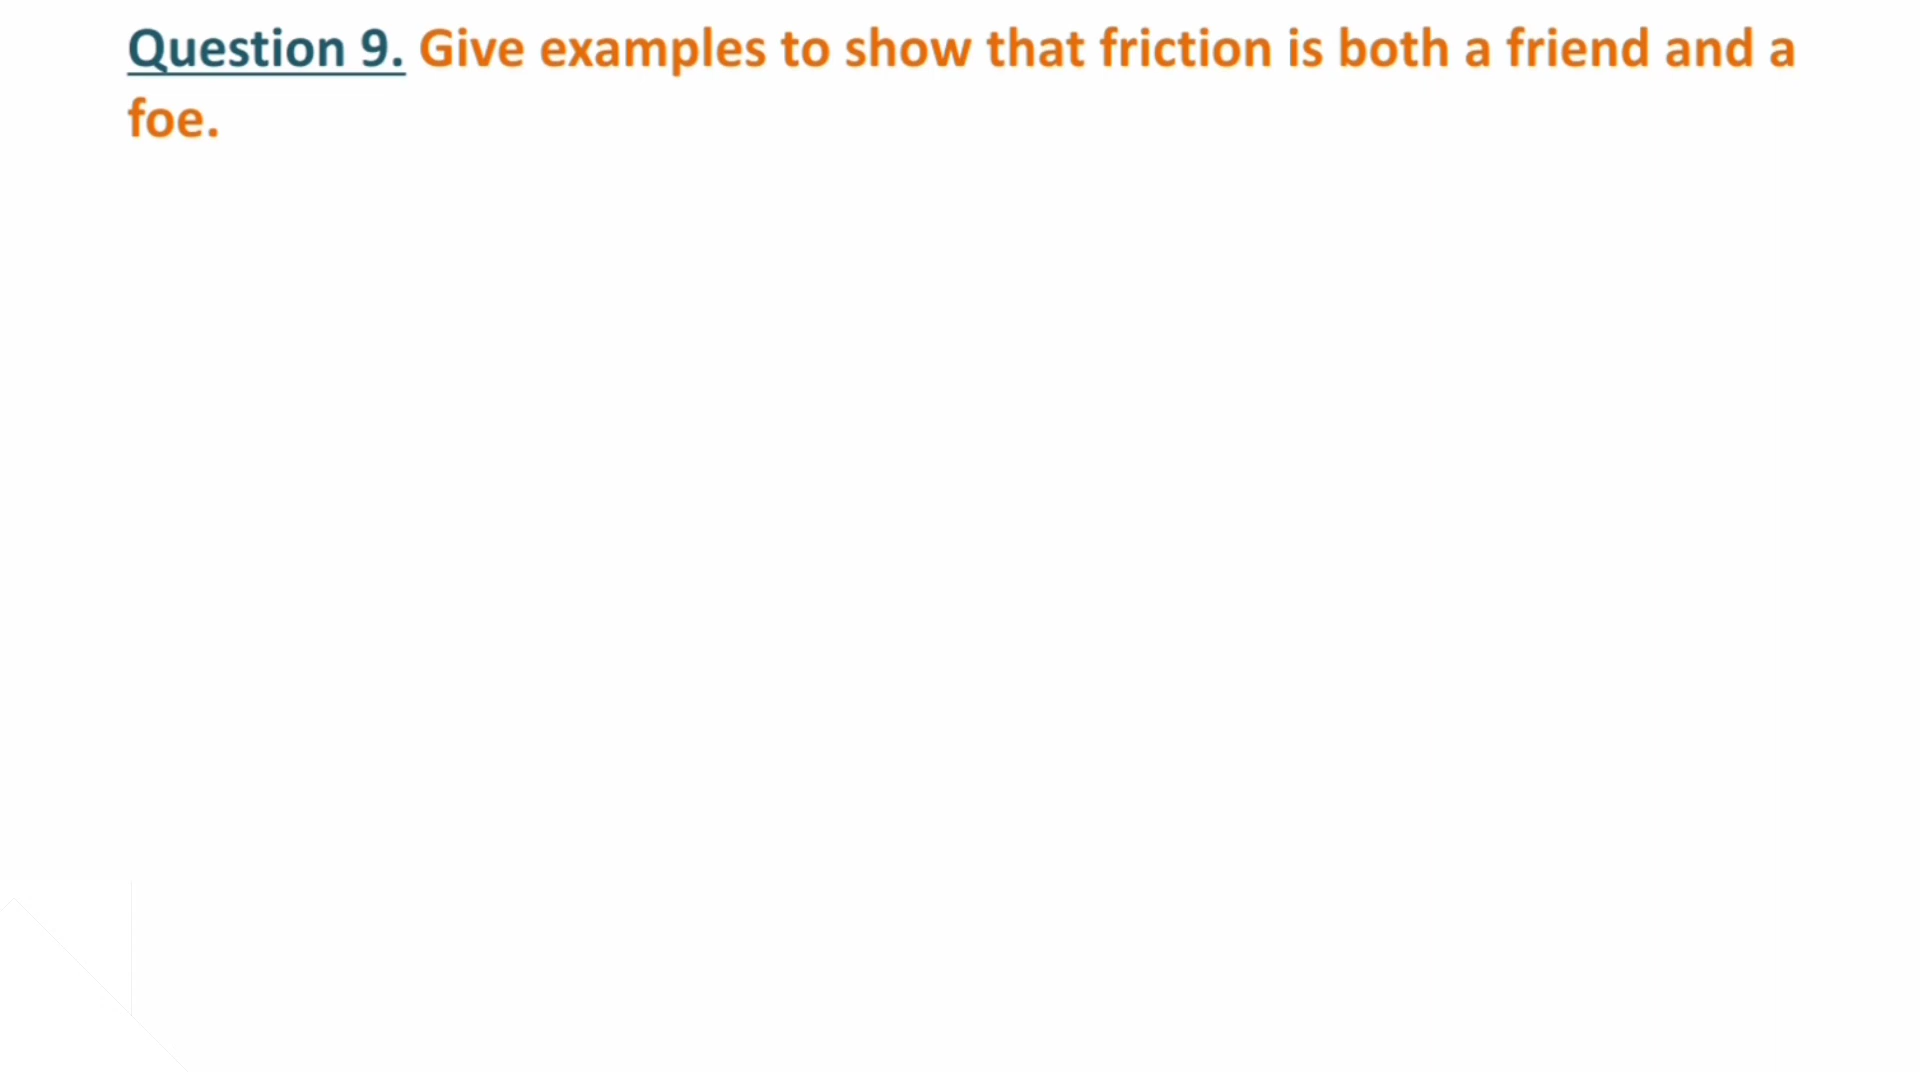 Question 9. Give examples to show that friction is both a friend and a
foe.